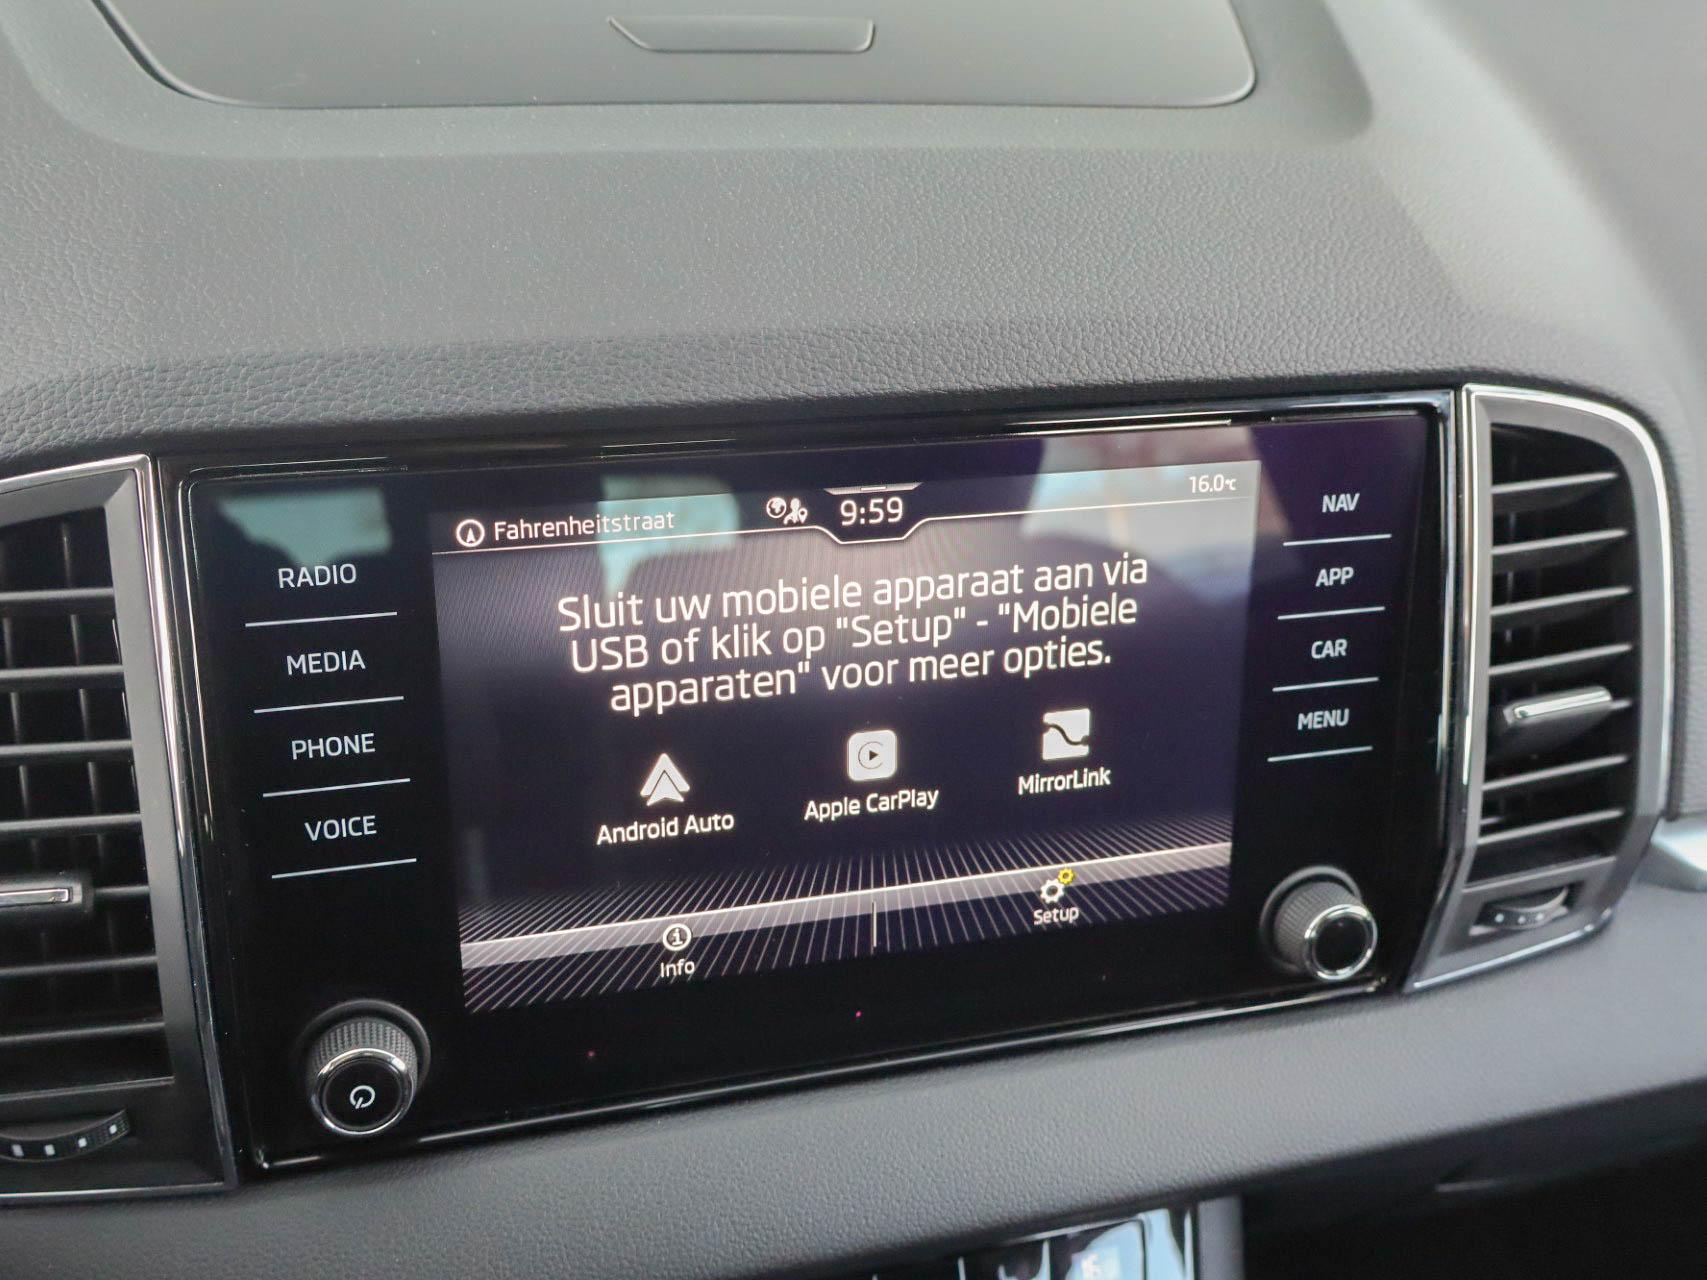 Fahrenheitstraat
9:59
16.0°C
NAV
RADIO
APP
Sluit uw mobiele apparaat aan via
USB of klik op "Setup" - "Mobiele
apparaten" voor meer opties.
MEDIA
CAR
PHONE
MENU
VOICE
Android Auto
Apple CarPlay
MirrorLink
Info
Setup